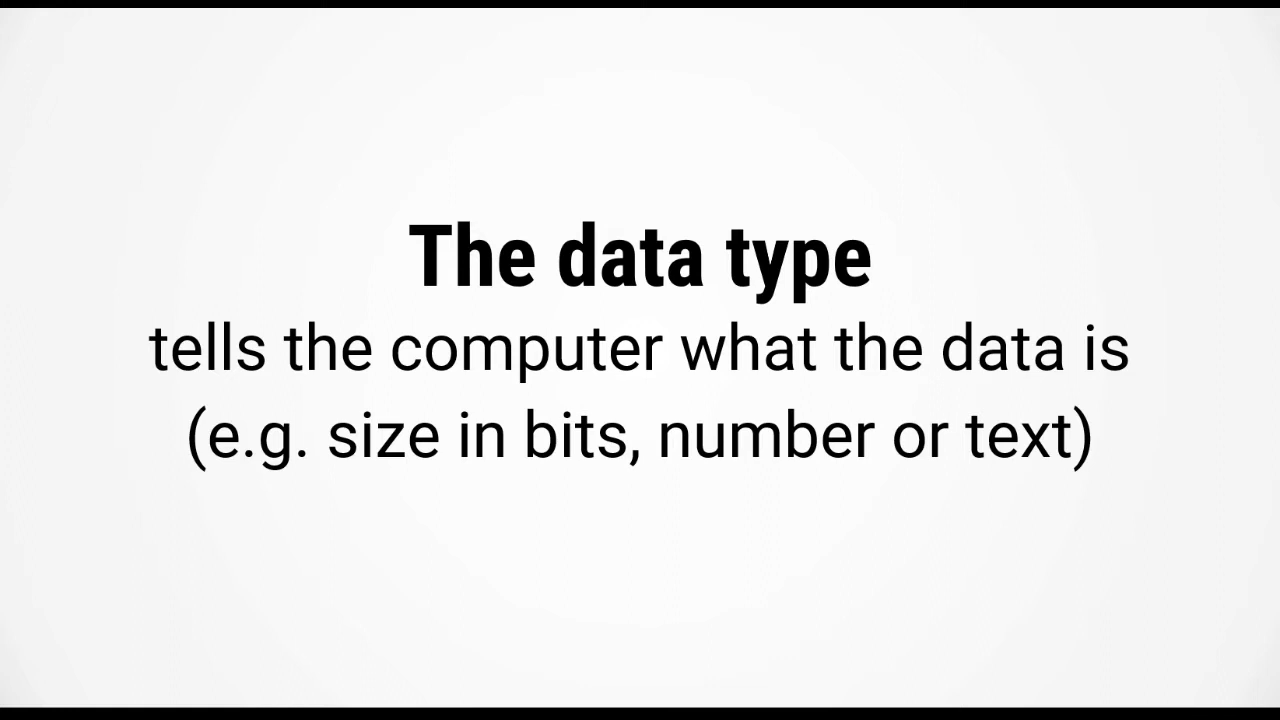 The data type
tells the computer what the data is
(e.g. size in bits, number or text)